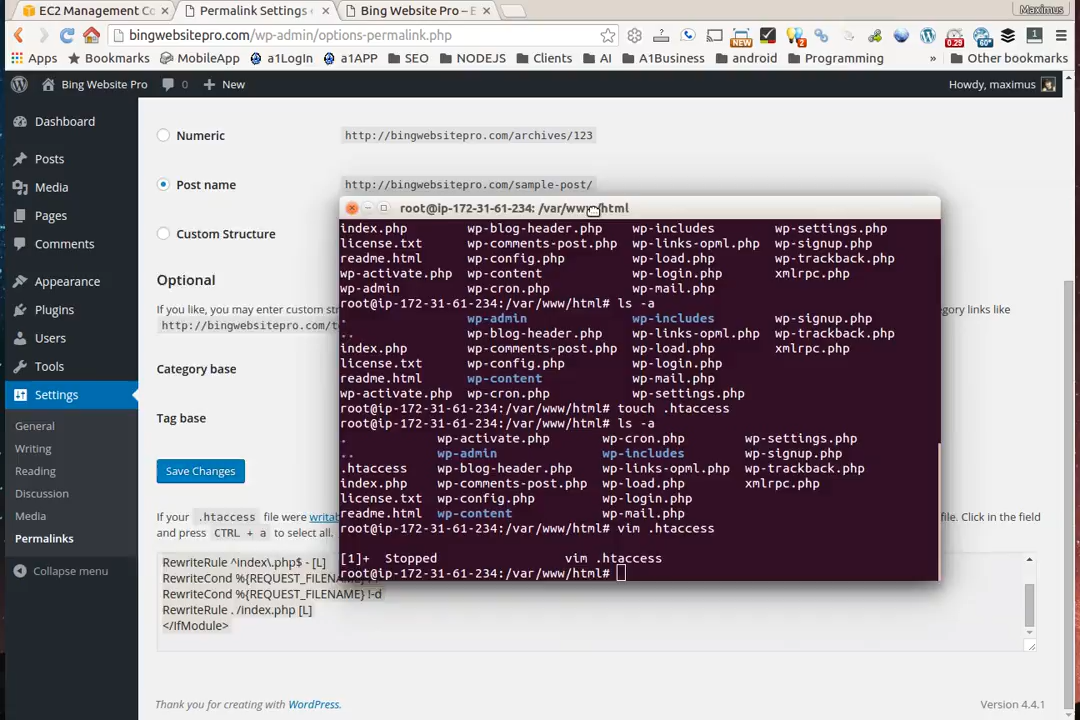 EC2 Management Co
Permalink Settings
Bing Website Pro – E
Maximus
bingwebsitepro.com/wp-admin/options-permalink.php
NEW
0.29
60
1
Apps
Bookmarks
MobileApp
a1LogIn
a1APP
SEO
NODEJS
Clients
AI
A1Business
android
Programming
»
Other bookmarks
Bing Website Pro
0
New
Howdy, maximus
Dashboard
Posts
Media
Pages
Comments
Appearance
Plugins
Users
Tools
Settings
General
Writing
Reading
Discussion
Media
Permalinks
Collapse menu
Numeric
http://bingwebsitepro.com/archives/123
Post name
http://bingwebsitepro.com/sample-post/
Custom Structure
Optional
If you like, you may enter custom
egory links like
http://bingwebsitepro.com/
Category base
Tag base
Save Changes
If your .htaccess file were
file. Click in the field
and press CTRL + a to select all.
RewriteRule ^index\.php$ - [L]
RewriteCond %{REQUEST_FILENAME}
RewriteCond %{REQUEST_FILENAME} !-d
RewriteRule . /index.php [L]
</IfModule>
Thank you for creating with WordPress.
Version 4.4.1
root@ip-172-31-61-234: /var/www/html
index.php wp-blog-header.php wp-includes wp-settings.php
license.txt wp-comments-post.php wp-links-opml.php wp-signup.php
readme.html wp-config.php wp-load.php wp-trackback.php
wp-activate.php wp-content wp-login.php xmlrpc.php
wp-admin wp-cron.php wp-mail.php
root@ip-172-31-61-234:/var/www/html# ls -a
. wp-admin wp-includes wp-signup.php
.. wp-blog-header.php wp-links-opml.php wp-trackback.php
index.php wp-comments-post.php wp-load.php xmlrpc.php
license.txt wp-config.php wp-login.php
readme.html wp-content wp-mail.php
wp-activate.php wp-cron.php wp-settings.php
root@ip-172-31-61-234:/var/www/html# touch .htaccess
root@ip-172-31-61-234:/var/www/html# ls -a
. wp-activate.php wp-cron.php wp-settings.php
.. wp-admin wp-includes wp-signup.php
.htaccess wp-blog-header.php wp-links-opml.php wp-trackback.php
index.php wp-comments-post.php wp-load.php xmlrpc.php
license.txt wp-config.php wp-login.php
readme.html wp-content wp-mail.php
root@ip-172-31-61-234:/var/www/html# vim .htaccess
[1]+ Stopped vim .htaccess
root@ip-172-31-61-234:/var/www/html#